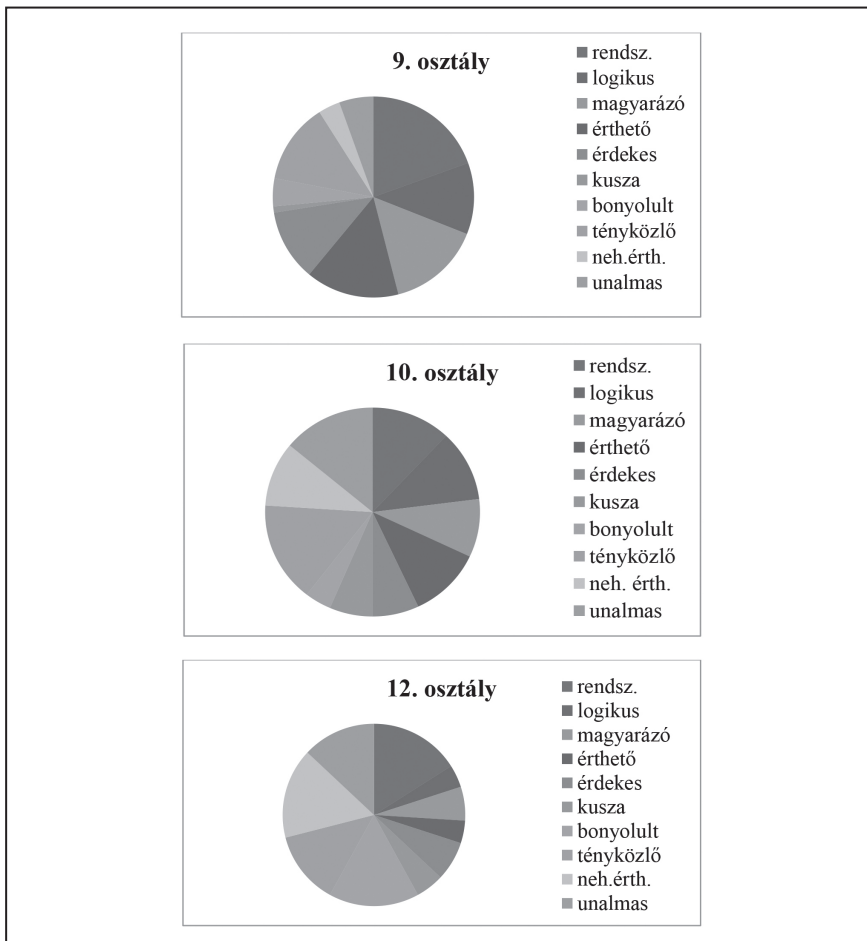 9. osztály
rendsz.
logikus
magyarázó
érthető
érdekes
kusza
bonyolult
tényközlő
neh.érth.
unalmas
10. osztály
rendsz.
logikus
magyarázó
érthető
érdekes
kusza
bonyolult
tényközlő
neh. érth.
unalmas
12. osztály
rendsz.
logikus
magyarázó
érthető
érdekes
kusza
bonyolult
tényközlő
neh.érth.
unalmas